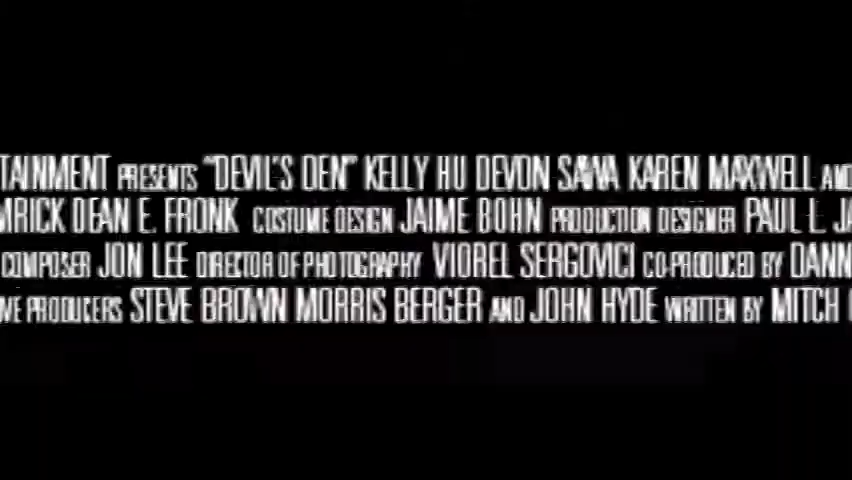 TAINMENT PRESENTS "DEVIL'S DEN" KELLY HU DEVON SAWA KAREN MAXWELL AND
MRICK DEAN E. FRONK COSTUME DESIGN JAIME BOHN PRODUCTION DESIGNER PAUL L. JA
COMPOSER JON LEE DIRECTOR OF PHOTOGRAPHY VIOREL SERGOVICI CO-PRODUCED BY DANN
VE PRODUCERS STEVE BROWN MORRIS BERGER AND JOHN HYDE WRITTEN BY MITCH